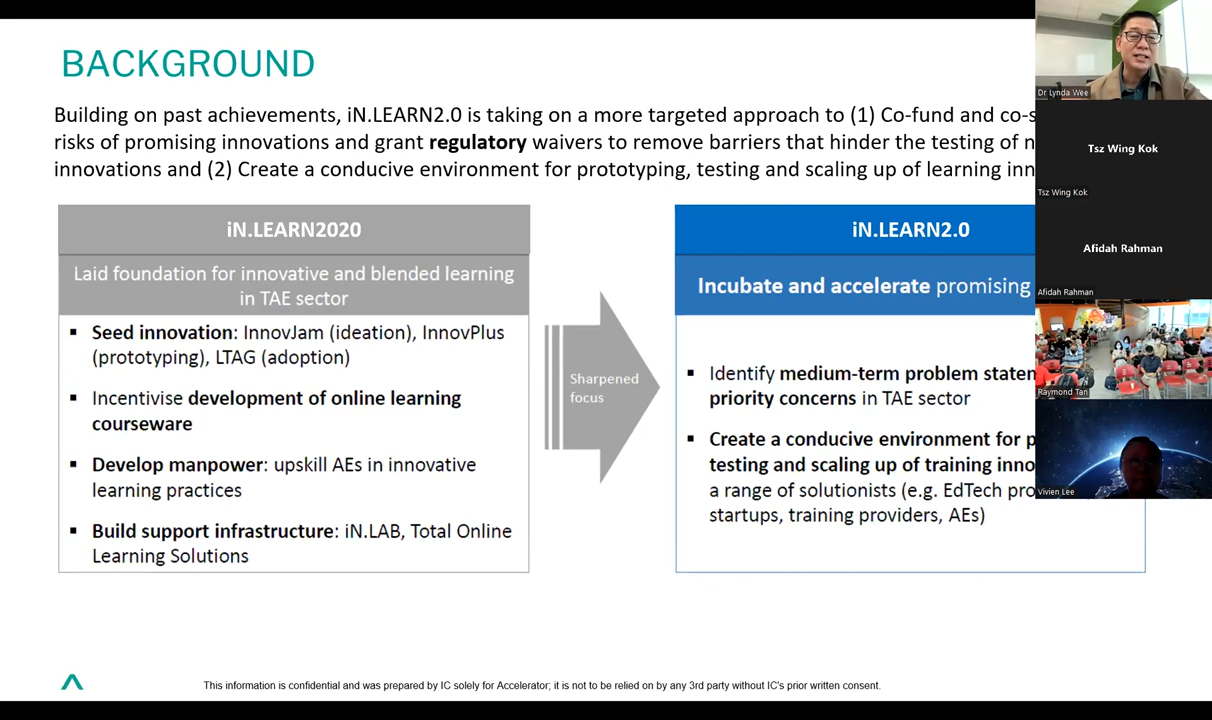 BACKGROUND
Building on past achievements, iN.LEARN2.0 is taking on a more targeted approach to (1) Co-fund and co-s
risks of promising innovations and grant regulatory waivers to remove barriers that hinder the testing of n
innovations and (2) Create a conducive environment for prototyping, testing and scaling up of learning inn
iN.LEARN2020
Laid foundation for innovative and blended learning
in TAE sector
▪ Seed innovation: InnovJam (ideation), InnovPlus
(prototyping), LTAG (adoption)
▪ Incentivise development of online learning
courseware
▪ Develop manpower: upskill AEs in innovative
learning practices
▪ Build support infrastructure: iN.LAB, Total Online
Learning Solutions
Sharpened
focus
iN.LEARN2.0
Incubate and accelerate promising
▪ Identify medium-term problem staten
priority concerns in TAE sector
▪ Create a conducive environment for p
testing and scaling up of training inno
a range of solutionists (e.g. EdTech pro
startups, training providers, AEs)
This information is confidential and was prepared by IC solely for Accelerator; it is not to be relied on by any 3rd party without IC's prior written consent.
Dr Lynda Wee
Tsz Wing Kok
Tsz Wing Kok
Afidah Rahman
Afidah Rahman
Raymond Tan
Vivien Lee